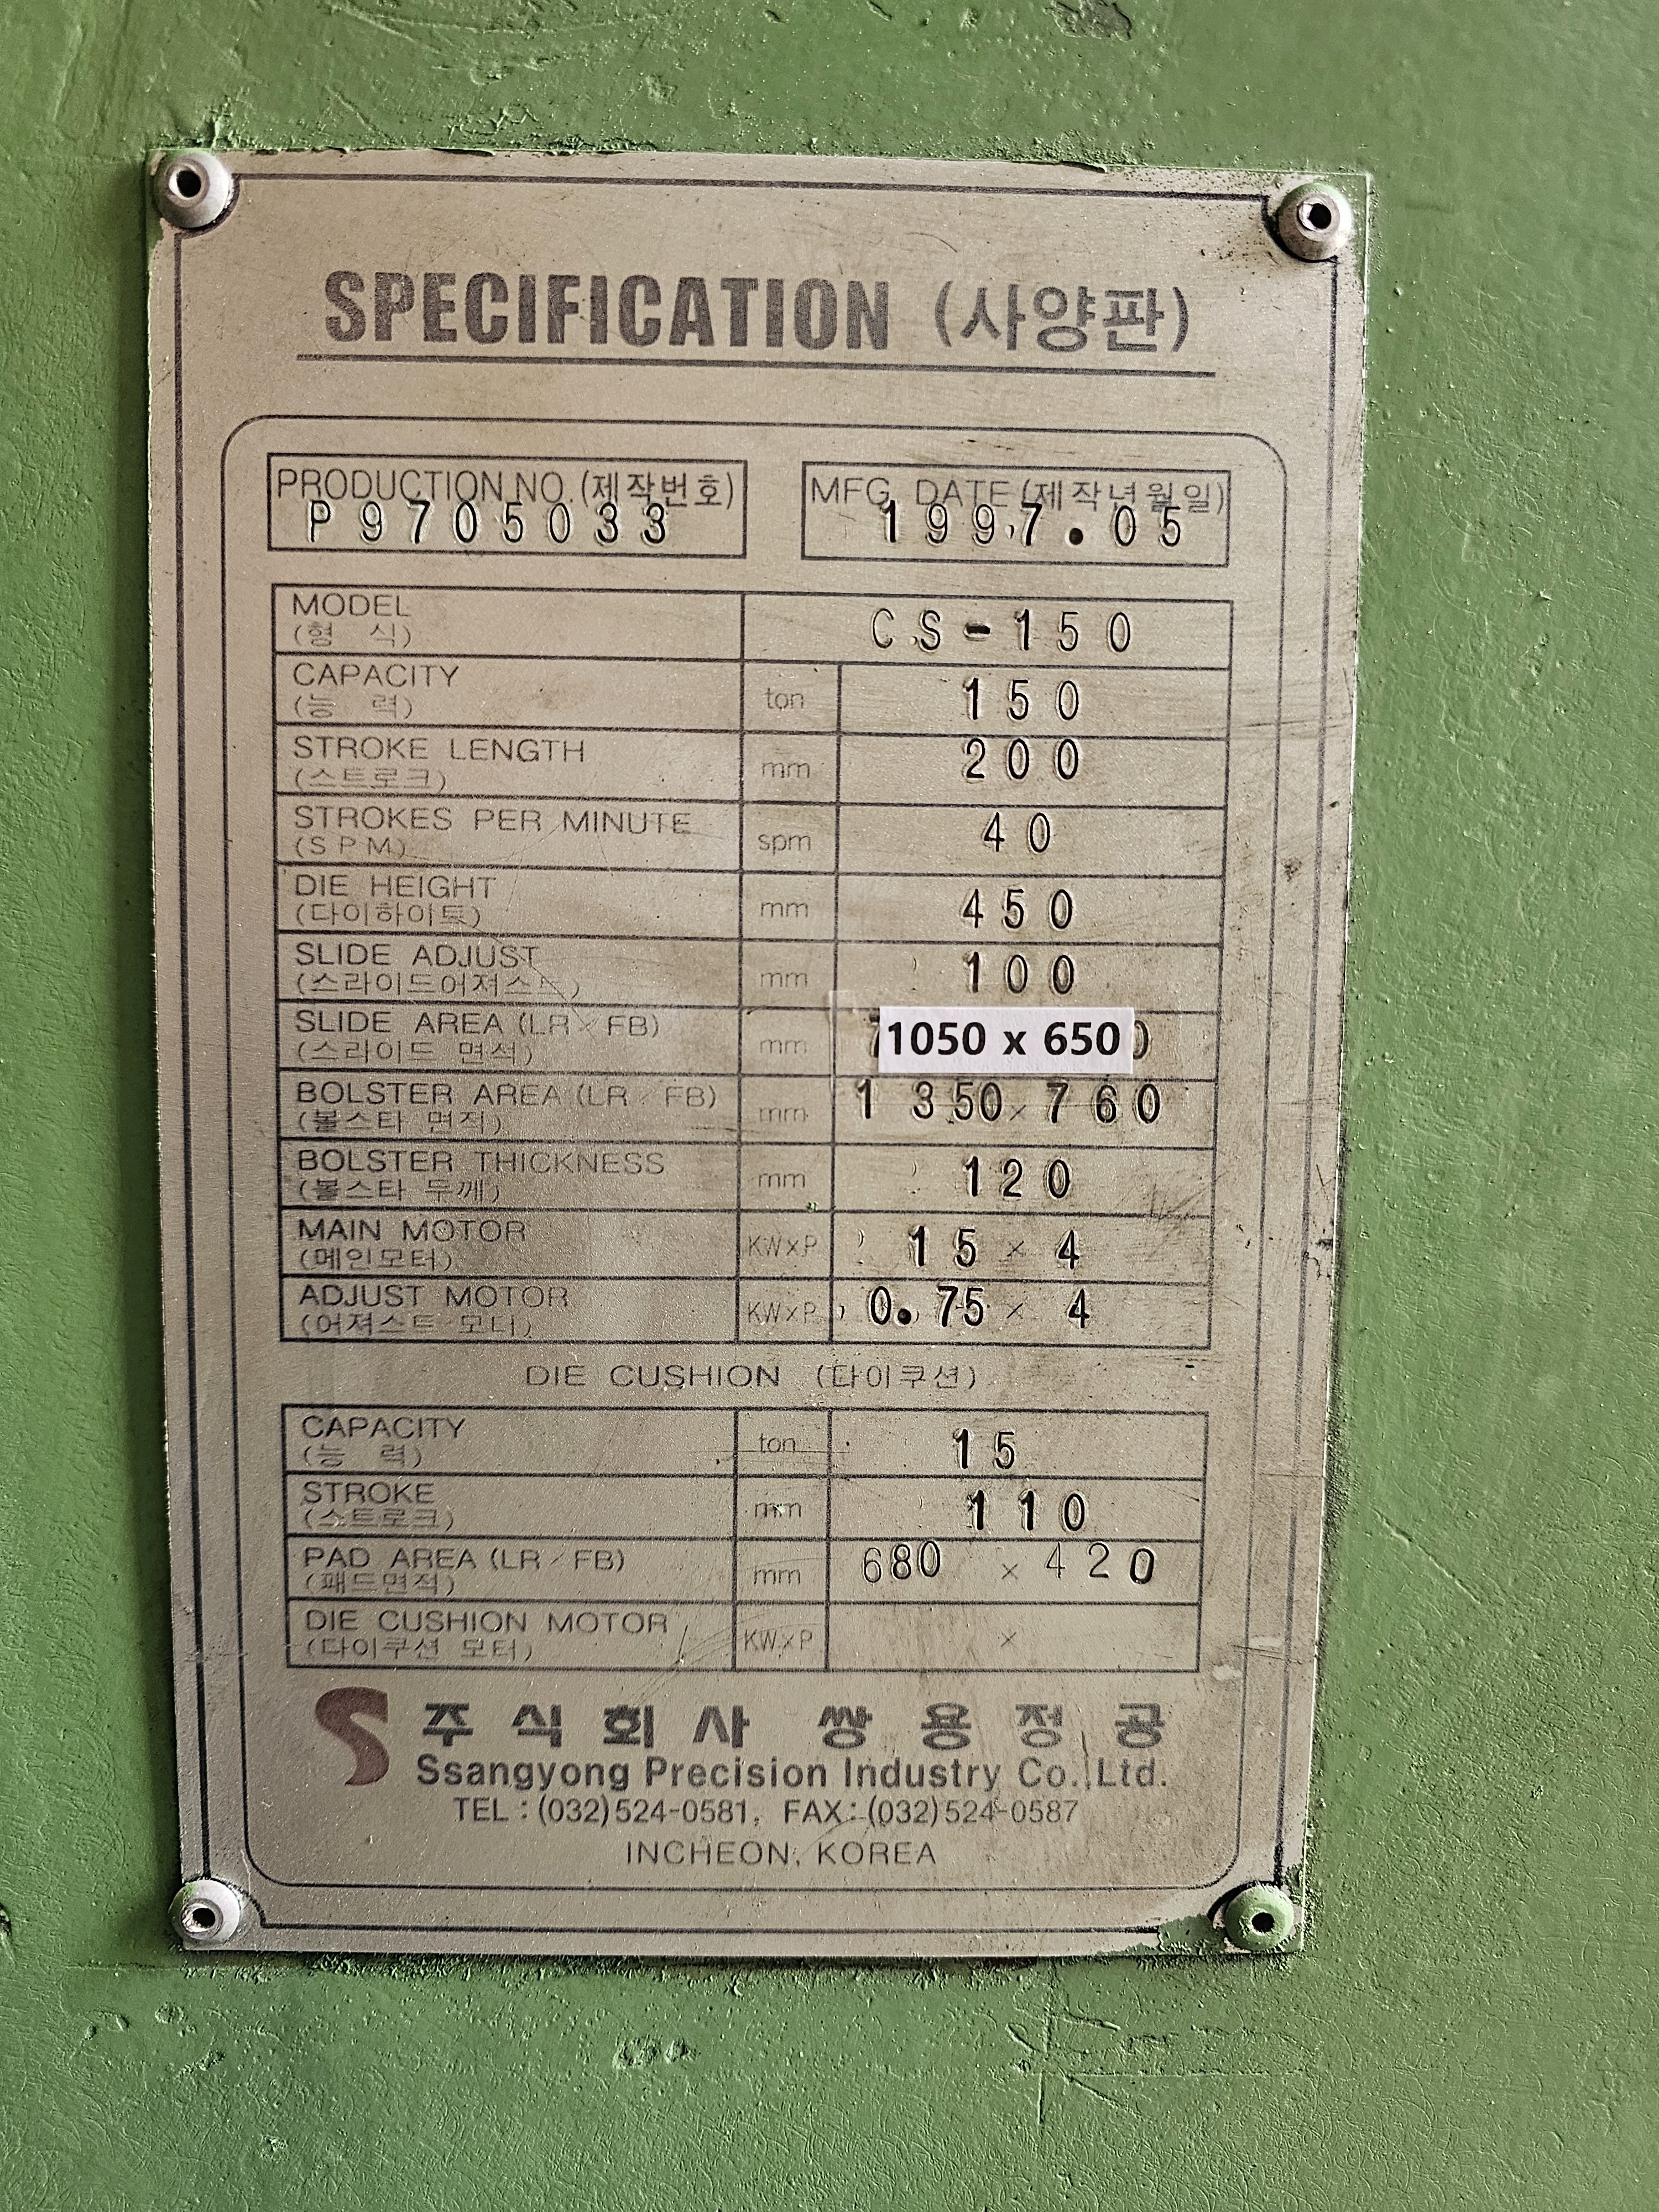 SPECIFICATION (사양판)
PRODUCTION NO. (제작번호)
P9705033
MFG. DATE (제작년월일)
1997.05
MODEL CS-150
(형 식)
CAPACITY ton 150
(능 력)
STROKE LENGTH mm 200
(스트로크)
STROKES PER MINUTE spm 40
(S P M)
DIE HEIGHT mm 450
(다이하이트)
SLIDE ADJUST mm 100
(스라이드어져스트)
SLIDE AREA (LR × FB) mm 1050 x 650
(스라이드 면석)
BOLSTER AREA (LR × FB) mm 1350 × 760
(볼스타 면적)
BOLSTER THICKNESS mm 120
(볼스타 두께)
MAIN MOTOR KW×P 15 × 4
(메인모터)
ADJUST MOTOR KW×P 0.75 × 4
(어져스트 모터)
DIE CUSHION (다이쿠션)
CAPACITY ton 15
(능 력)
STROKE mm 110
(스트로크)
PAD AREA (LR × FB) mm 680 × 420
(패드면적)
DIE CUSHION MOTOR KW×P ×
(다이쿠션 모터)
주식회사 쌍용정공
Ssangyong Precision Industry Co., Ltd.
TEL : (032)524-0581, FAX : (032)524-0587
INCHEON, KOREA